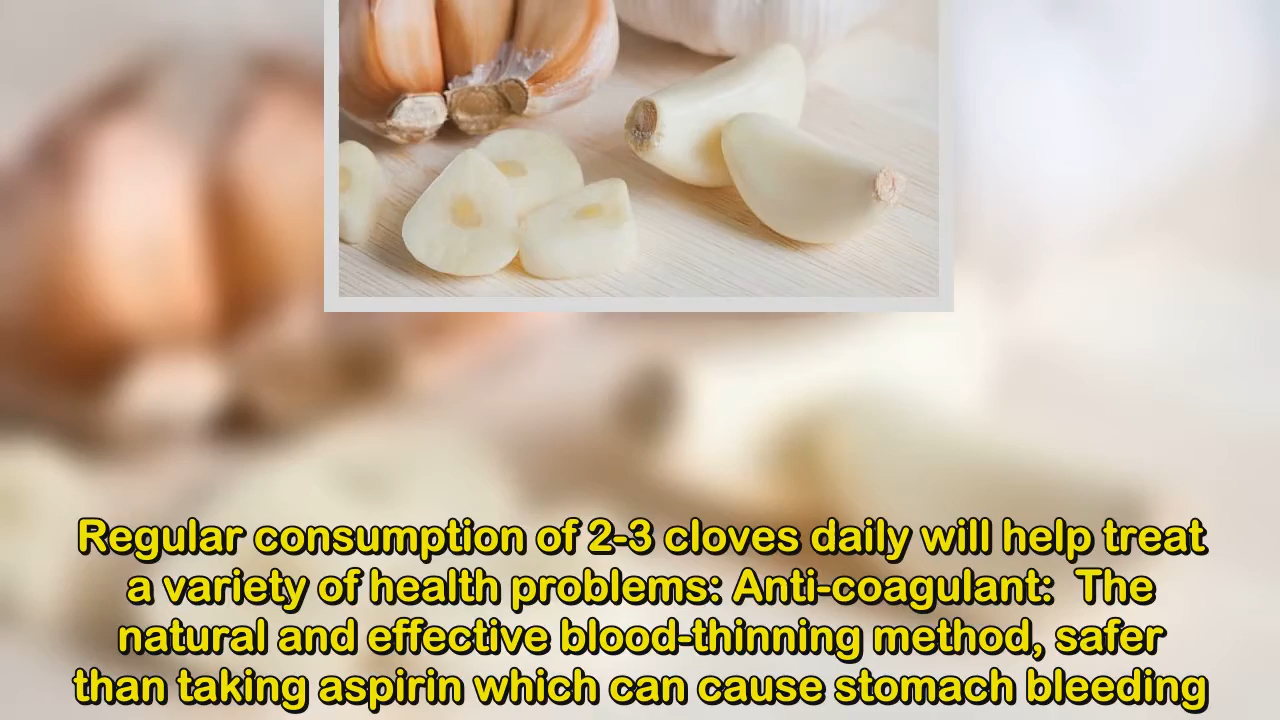 Regular consumption of 2-3 cloves daily will help treat
a variety of health problems: Anti-coagulant: The
natural and effective blood-thinning method, safer
than taking aspirin which can cause stomach bleeding